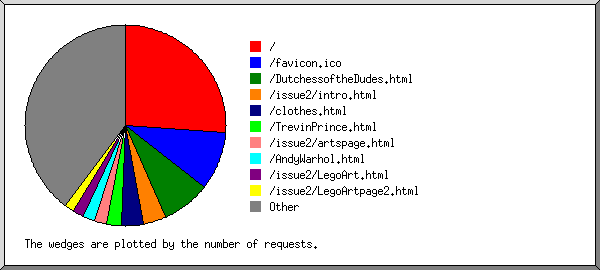 /
/favicon.ico
/DutchessoftheDudes.html
/issue2/intro.html
/clothes.html
/TrevinPrince.html
/issue2/artspage.html
/AndyWarhol.html
/issue2/LegoArt.html
/issue2/LegoArtpage2.html
Other
The wedges are plotted by the number of requests.